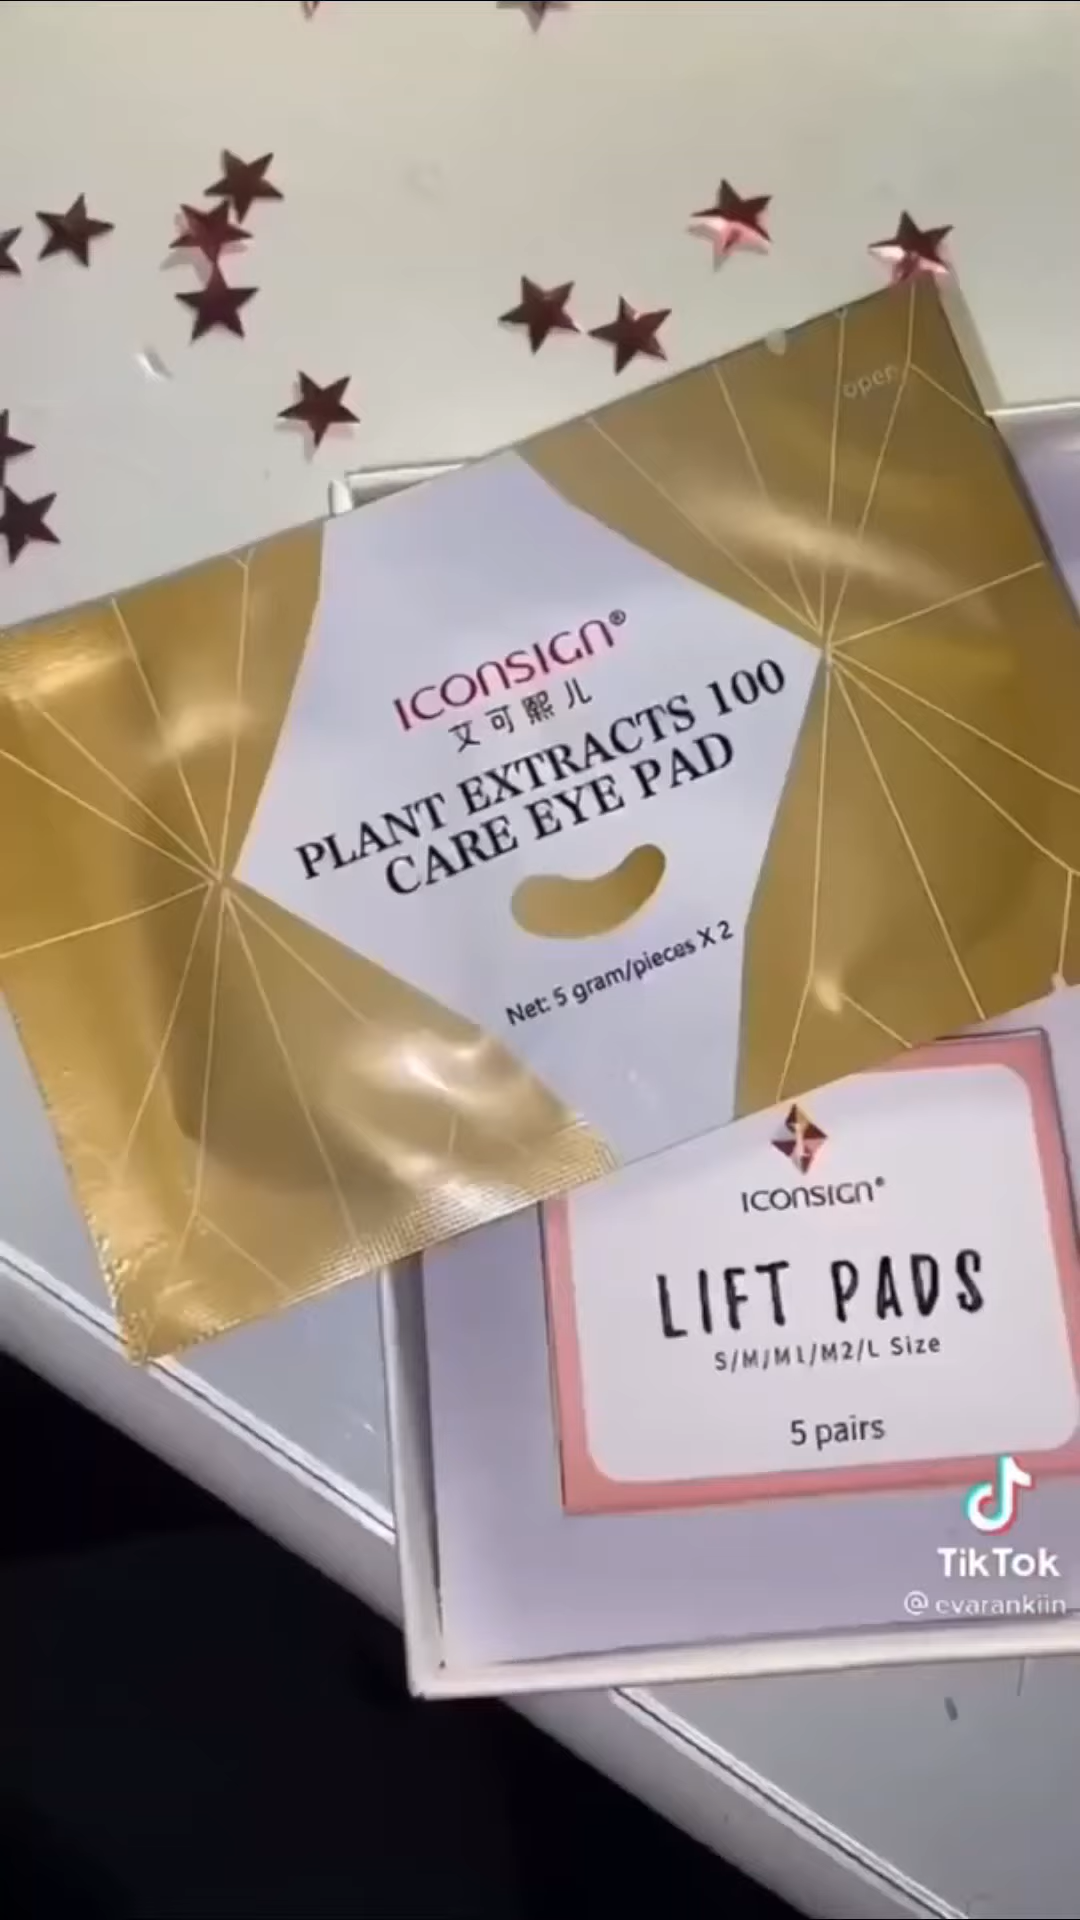 open
ICONSIGN®
艾可熙儿
PLANT EXTRACTS 100
CARE EYE PAD
Net: 5 gram/pieces X 2
ICONSIGN®
LIFT PADS
S/M/M1/M2/L Size
5 pairs
TikTok
@evarankiin